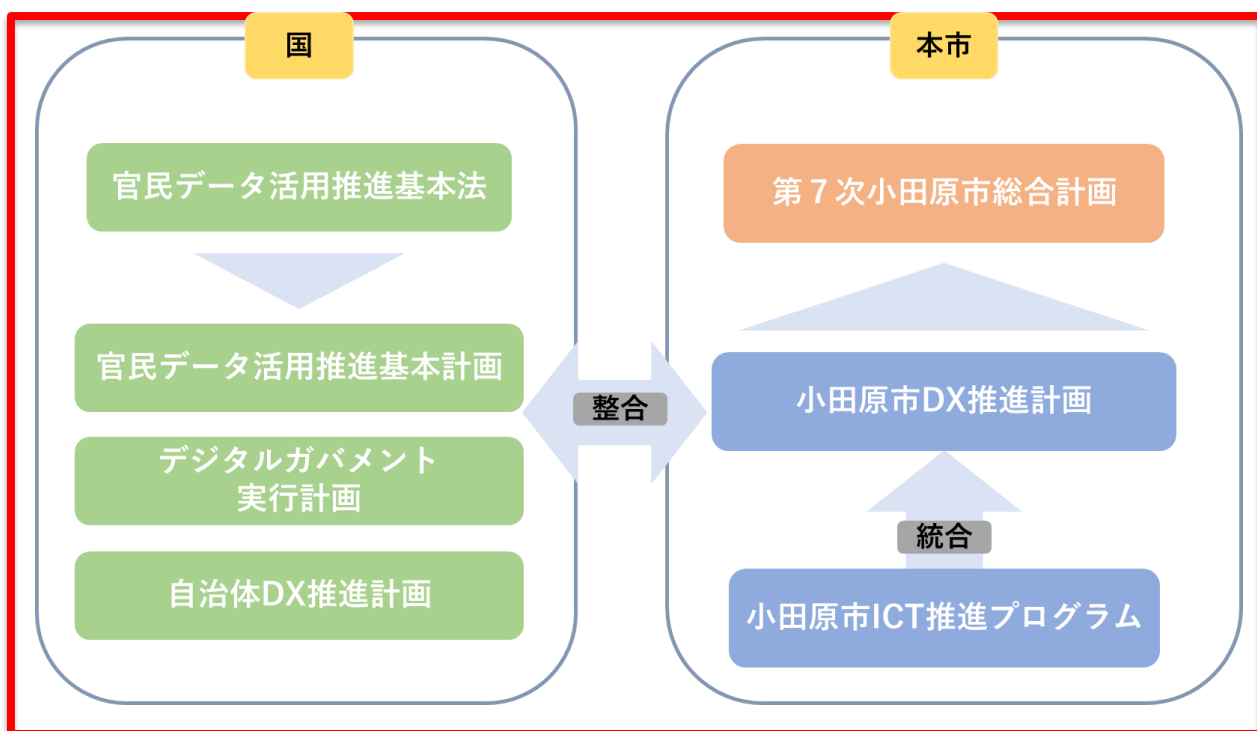 国
官民データ活用推進基本法
官民データ活用推進基本計画
デジタルガバメント
実行計画
自治体DX推進計画
整合
本市
第７次小田原市総合計画
小田原市DX推進計画
統合
小田原市ICT推進プログラム